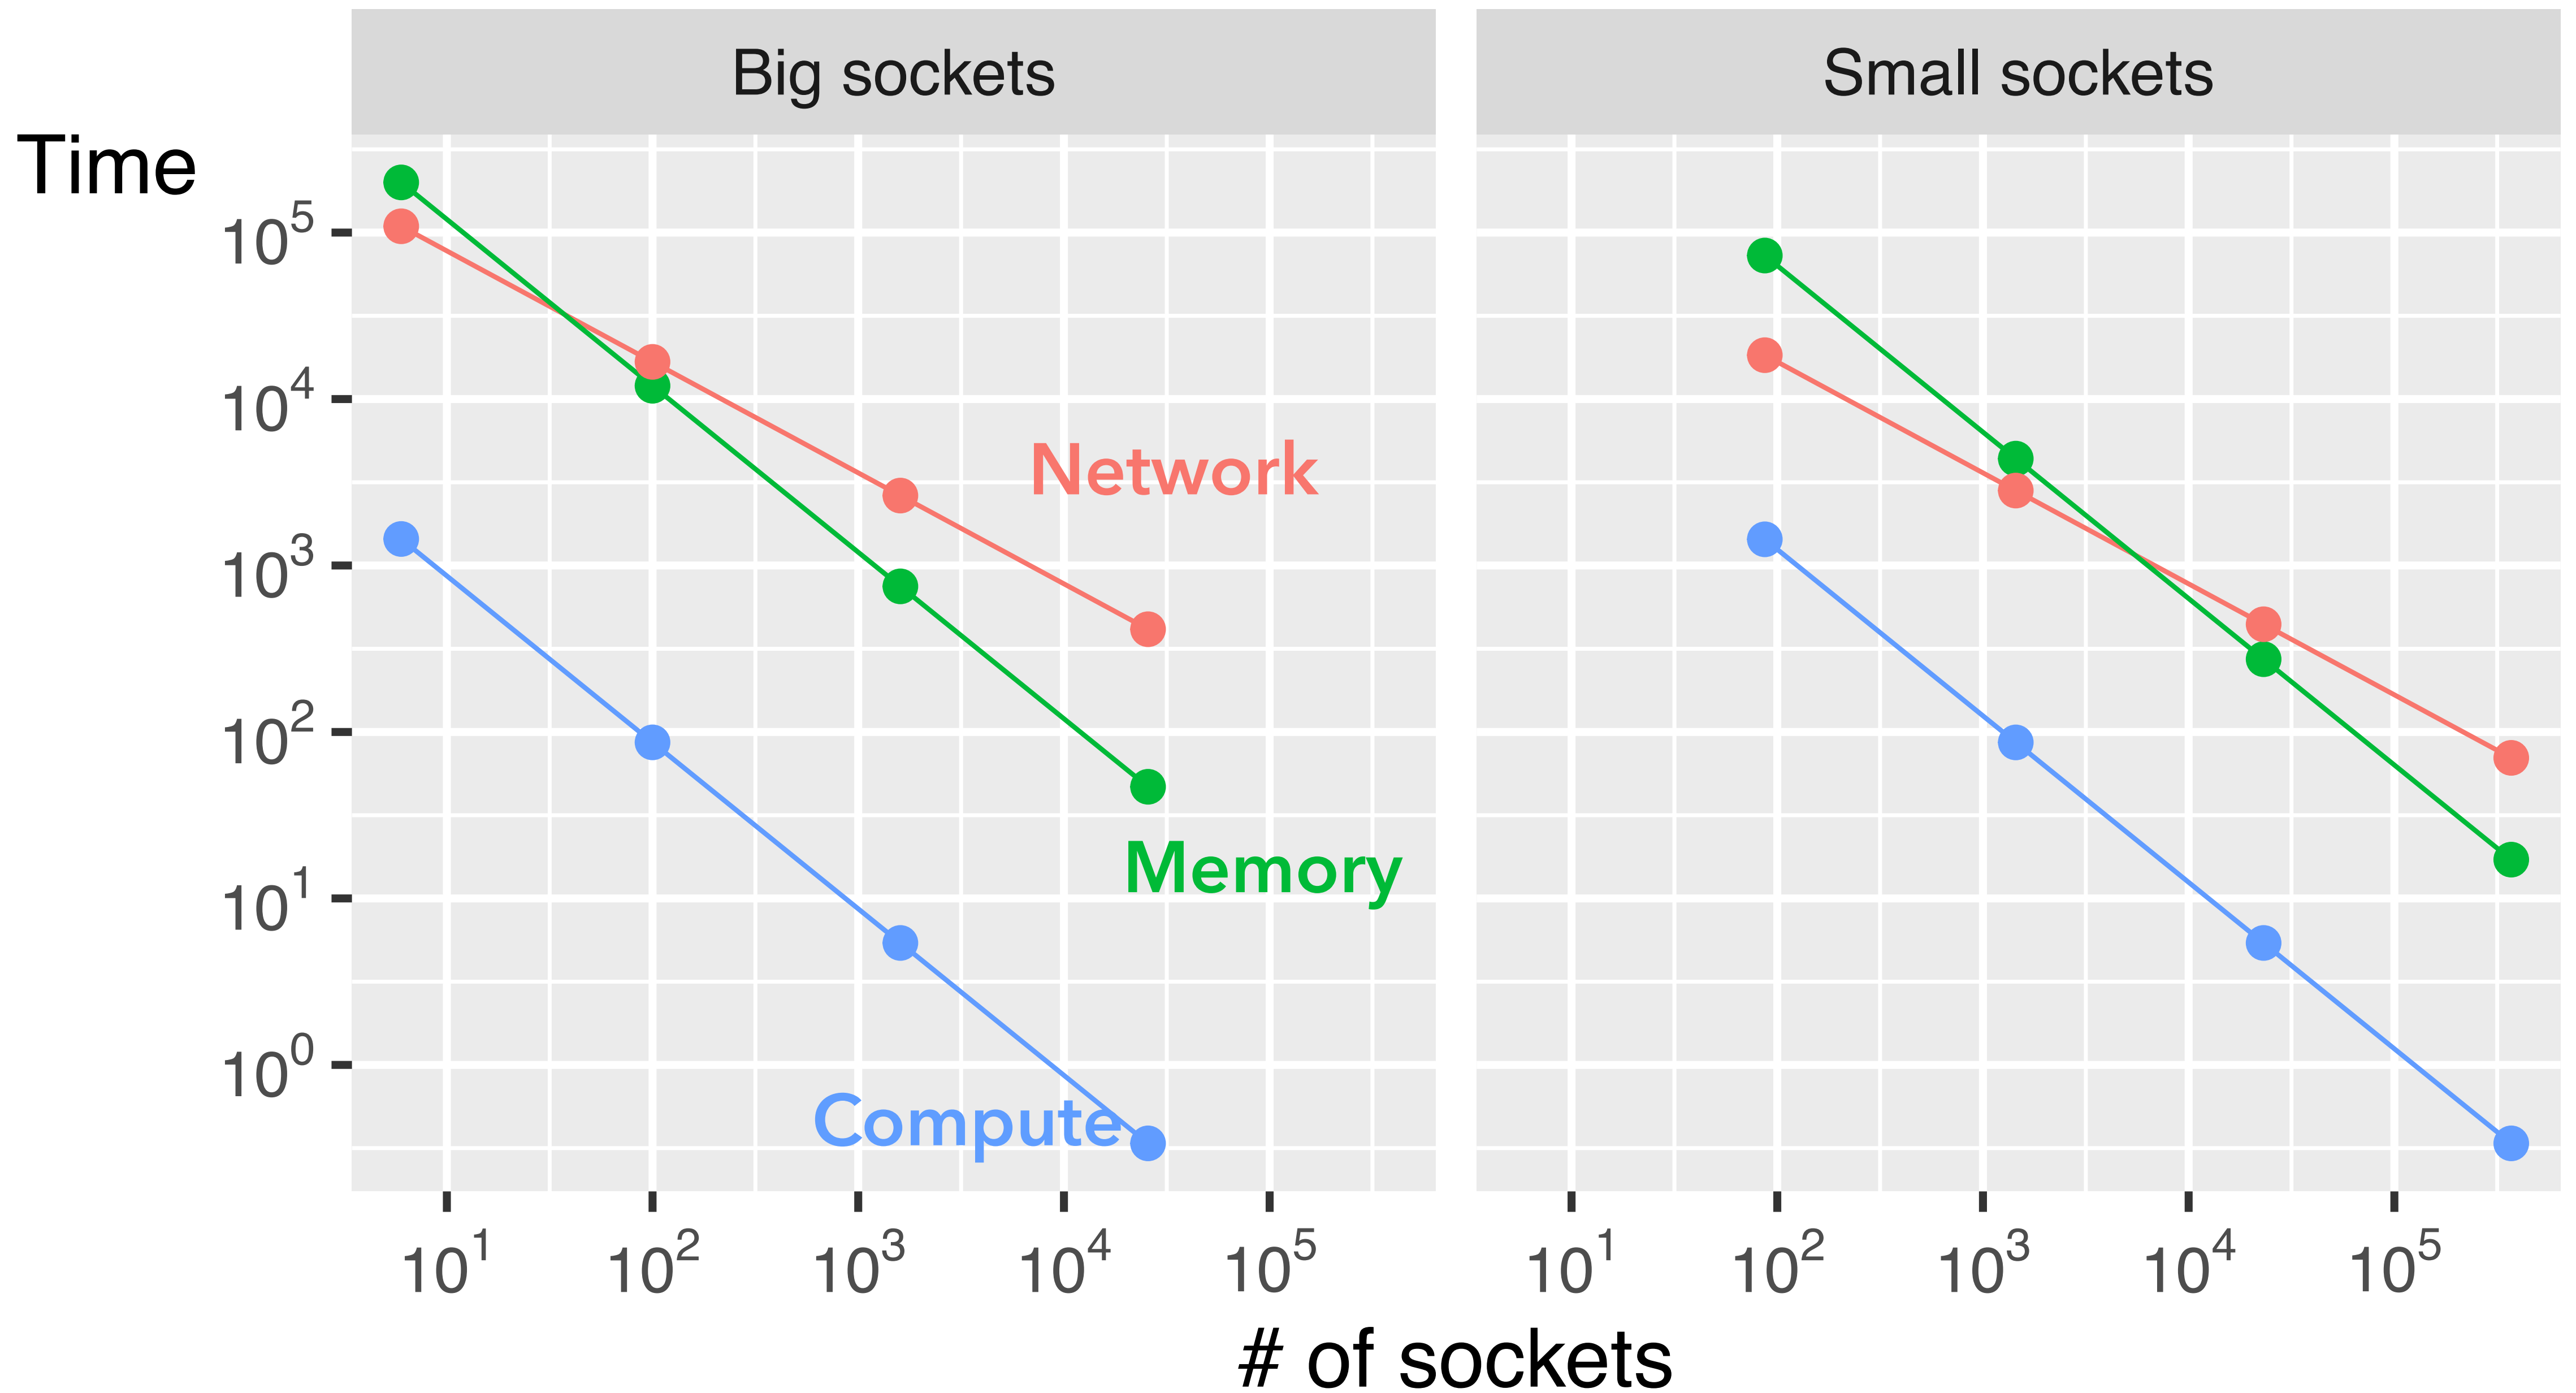 Big sockets
Small sockets
Time
10^5
10^4
10^3
10^2
10^1
10^0
Network
Memory
Compute
10^1 10^2 10^3 10^4 10^5
10^1 10^2 10^3 10^4 10^5
# of sockets